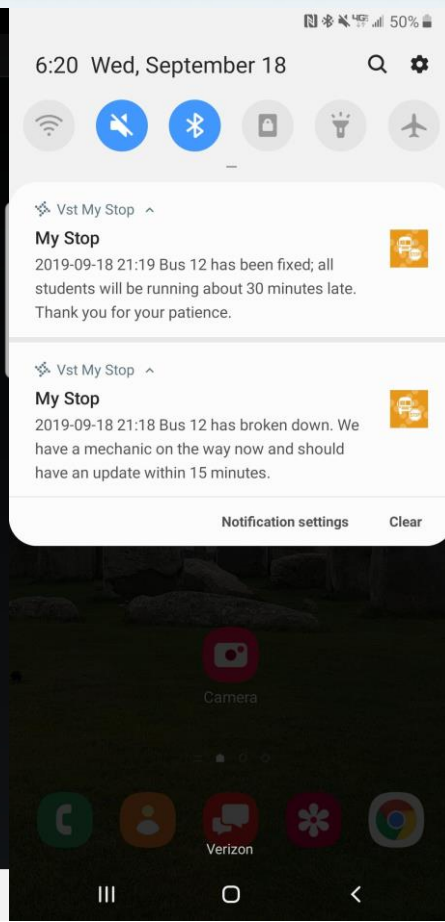 50%
6:20 Wed, September 18
Vst My Stop
My Stop
2019-09-18 21:19 Bus 12 has been fixed; all
students will be running about 30 minutes late.
Thank you for your patience.
Vst My Stop
My Stop
2019-09-18 21:18 Bus 12 has broken down. We
have a mechanic on the way now and should
have an update within 15 minutes.
Notification settings Clear
Camera
Verizon